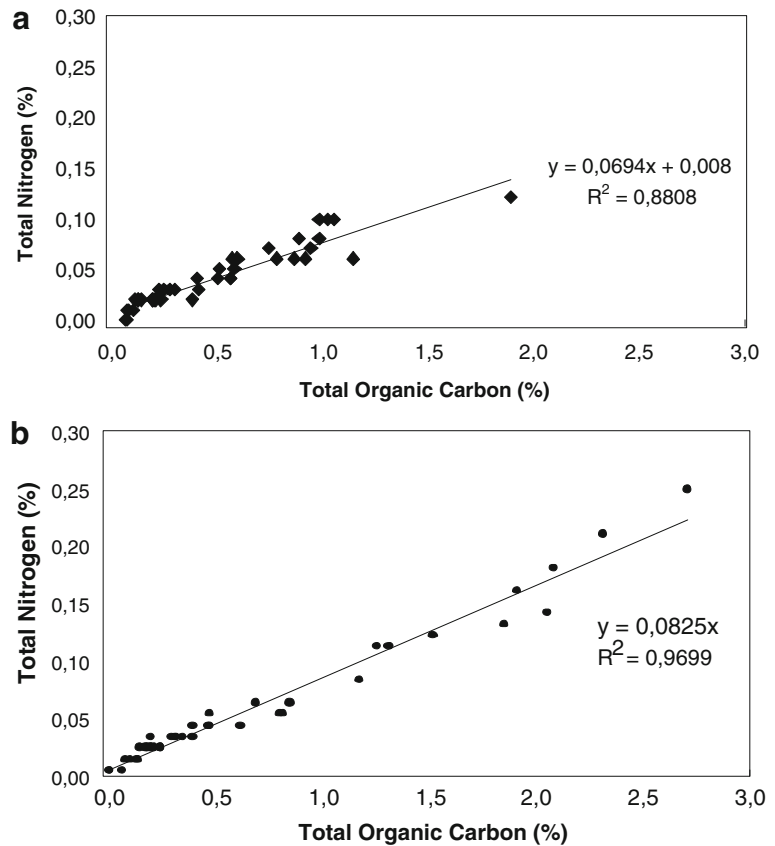 a
0,30
0,25
0,20
0,15
0,10
0,05
0,00
Total Nitrogen (%)
y = 0,0694x + 0,008
R² = 0,8808
0,0 0,5 1,0 1,5 2,0 2,5 3,0
Total Organic Carbon (%)
b
0,30
0,25
0,20
0,15
0,10
0,05
0,00
Total Nitrogen (%)
y = 0,0825x
R² = 0,9699
0,0 0,5 1,0 1,5 2,0 2,5 3,0
Total Organic Carbon (%)